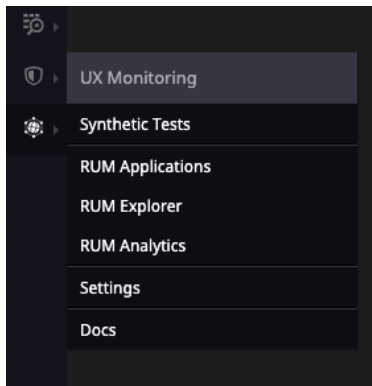 UX Monitoring
Synthetic Tests
RUM Applications
RUM Explorer
RUM Analytics
Settings
Docs